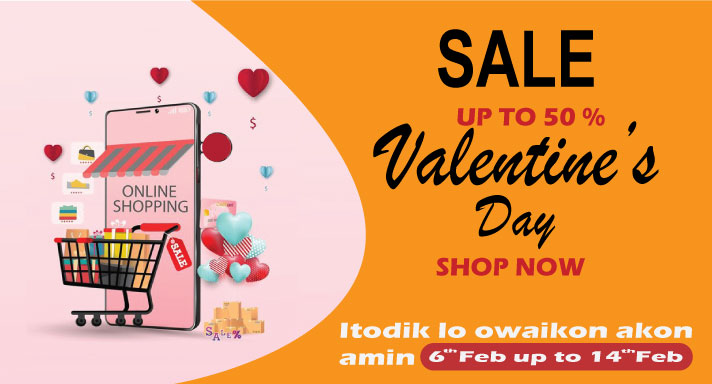 SALE
UP TO 50 %
Valentine's
Day
SHOP NOW
ONLINE
SHOPPING
SALE
SALE%
$
$
$
$
Itodik lo owaikon akon
amin 6th Feb up to 14th Feb